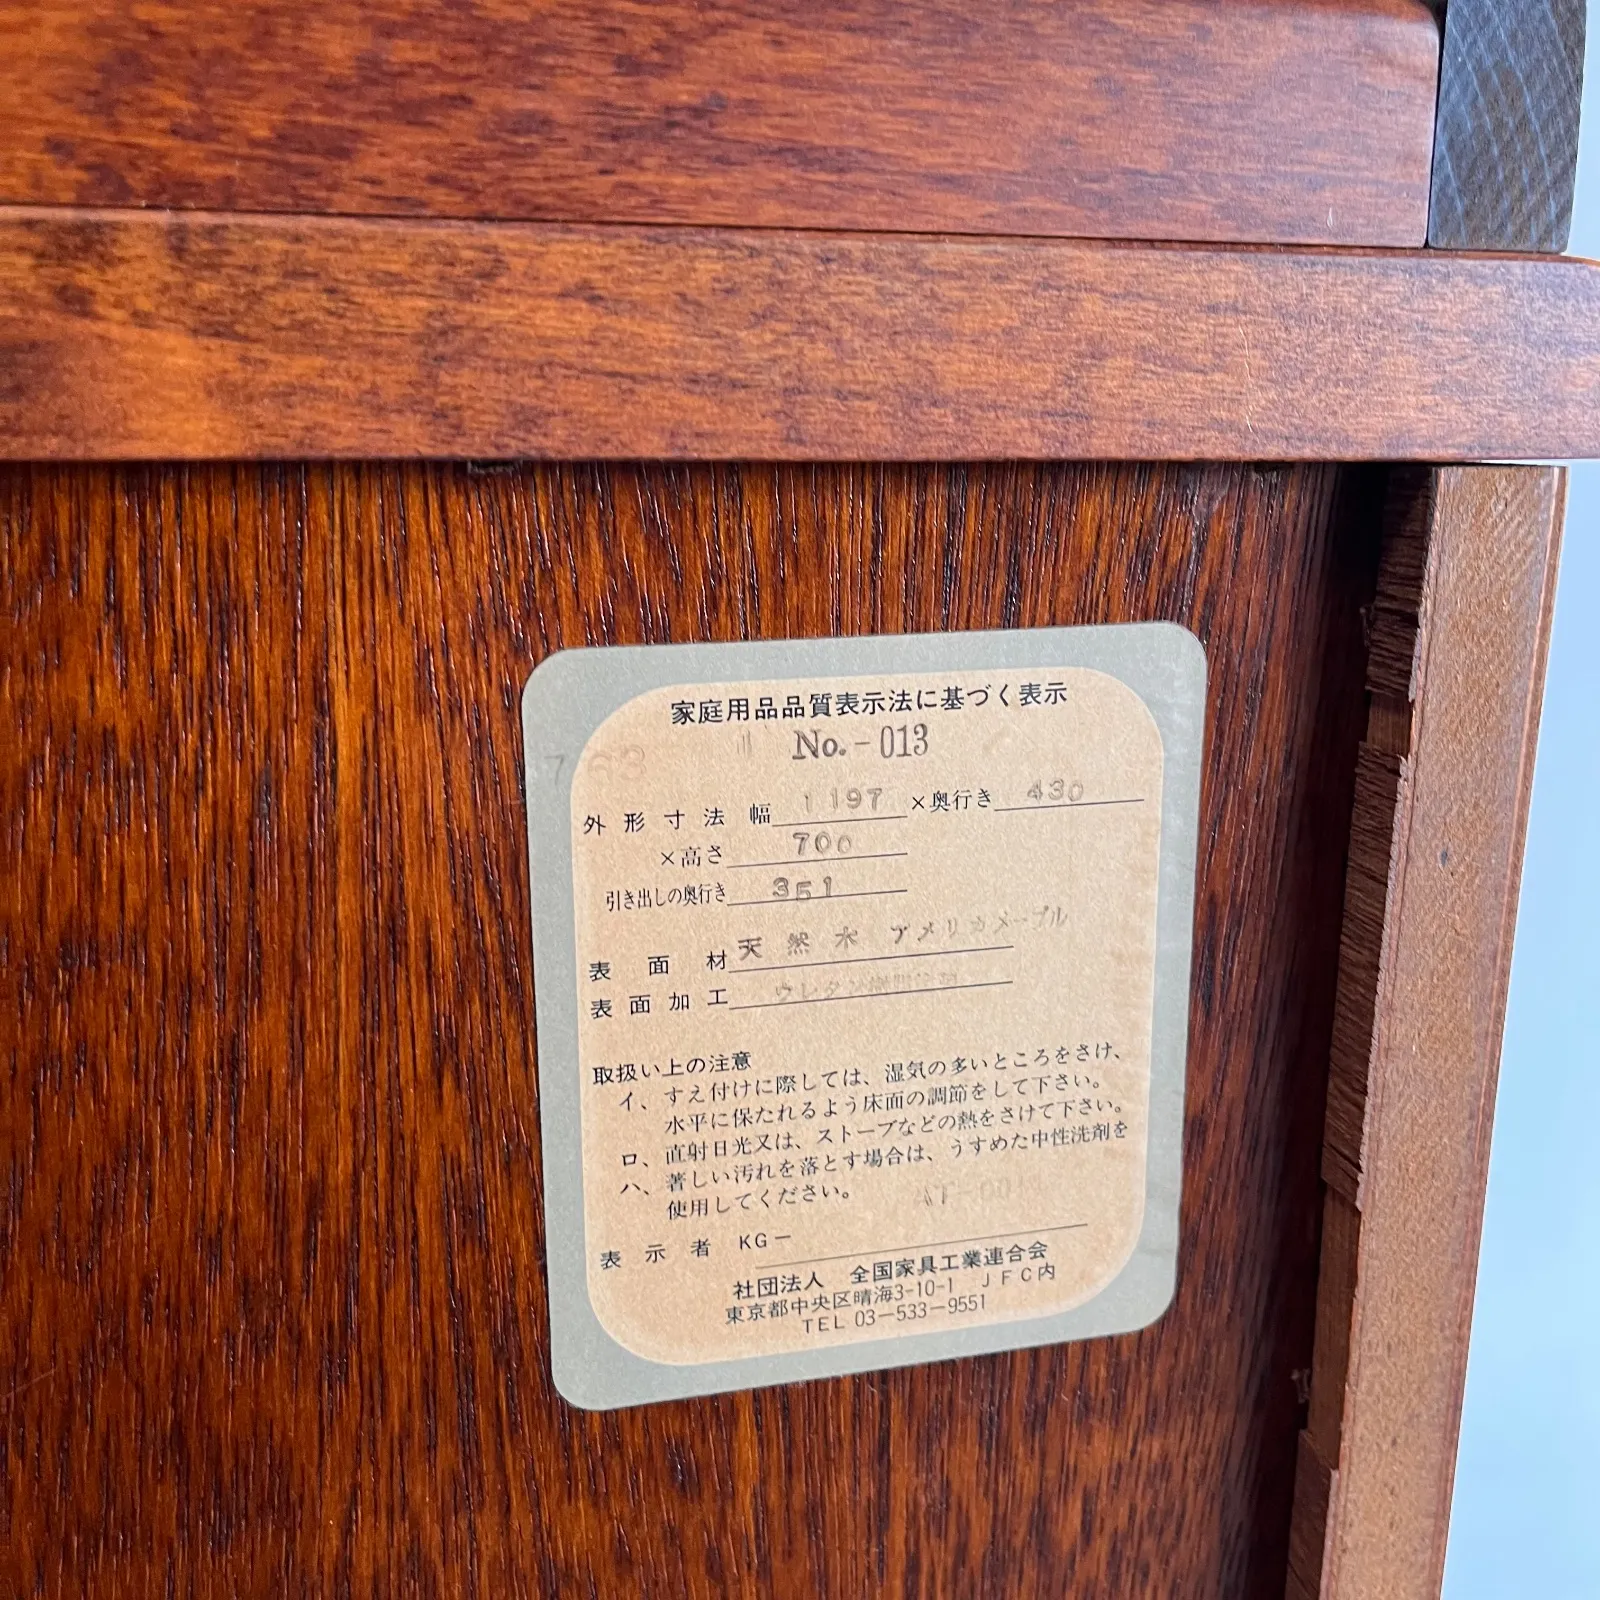 家庭用品品質表示法に基づく表示
No.-013
763
外形寸法 幅 1197 ×奥行き 430
×高さ 700
引き出しの奥行き 351
表面材 天然木 アメリカメープル
表面加工 ウレタン樹脂塗装
取扱い上の注意
イ、すえ付けに際しては、湿気の多いところをさけ、
水平に保たれるよう床面の調節をして下さい。
ロ、直射日光又は、ストーブなどの熱をさけて下さい。
ハ、著しい汚れを落とす場合は、うすめた中性洗剤を
使用してください。
表示者 KG-
社団法人 全国家具工業連合会
東京都中央区晴海3-10-1 JFC内
TEL 03-533-9551